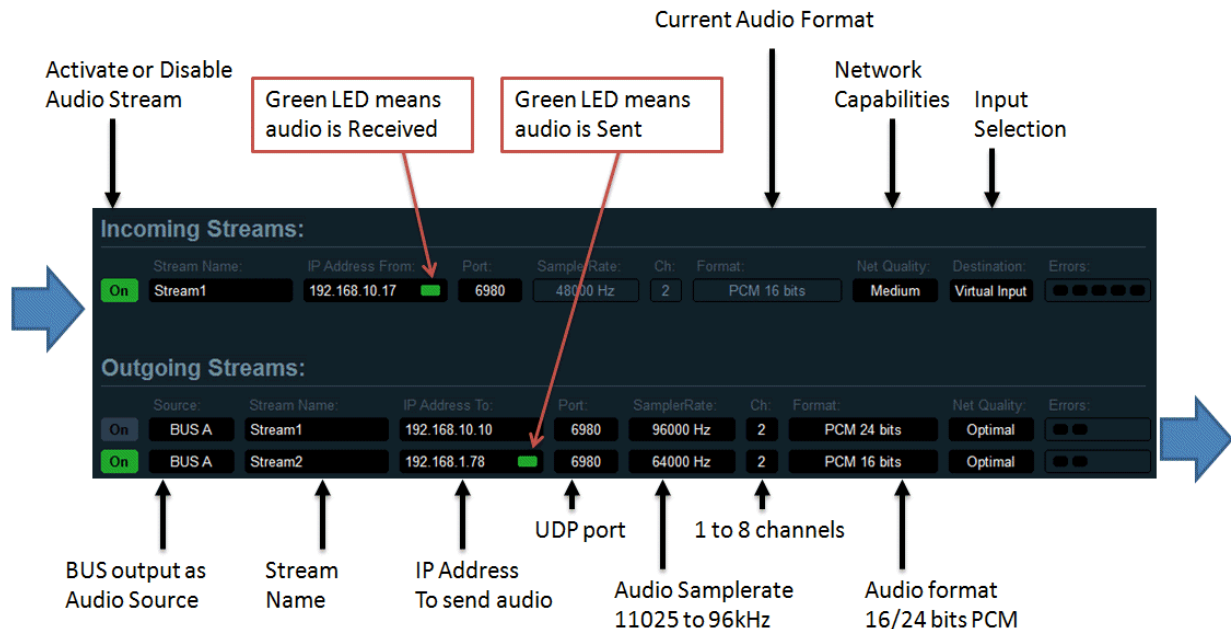 Current Audio Format
Activate or Disable
Audio Stream
Green LED means
audio is Received
Green LED means
audio is Sent
Network
Capabilities
Input
Selection
Incoming Streams:
Stream Name: IP Address From: Port: SamplerRate: Ch: Format: Net Quality: Destination: Errors:
On Stream1 192.168.10.17 6980 48000 Hz 2 PCM 16 bits Medium Virtual Input
Outgoing Streams:
Source: Stream Name: IP Address To: Port: SamplerRate: Ch: Format: Net Quality: Errors:
On BUS A Stream1 192.168.10.10 6980 96000 Hz 2 PCM 24 bits Optimal
On BUS A Stream2 192.168.1.78 6980 64000 Hz 2 PCM 16 bits Optimal
UDP port
1 to 8 channels
BUS output as
Audio Source
Stream
Name
IP Address
To send audio
Audio Samplerate
11025 to 96kHz
Audio format
16/24 bits PCM